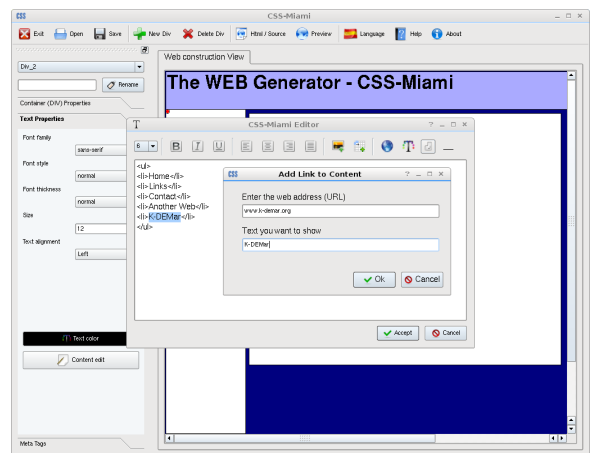 CSS CSS-Miami
Exit Open Save New Div Delete Div Html / Source Preview Language Help About
Div_2
Web construction View
Rename
The WEB Generator - CSS-Miami
Container (DIV) Properties
Text Properties
T CSS-Miami Editor ?
Font family
sans-serif
6 B I U
Font style
normal
<ul>
<li>Home</li>
<li>Links</li>
<li>Contact</li>
<li>Another Web</li>
<li>K-DEMar</li>
</ul>
CSS Add Link to Content ?
Enter the web address (URL)
www.k-demar.org
Text you want to show
K-DEMar
Ok Cancel
Font thickness
normal
Size
12
Text alignment
Left
Accept Cancel
Text color
Content edit
Meta Tags